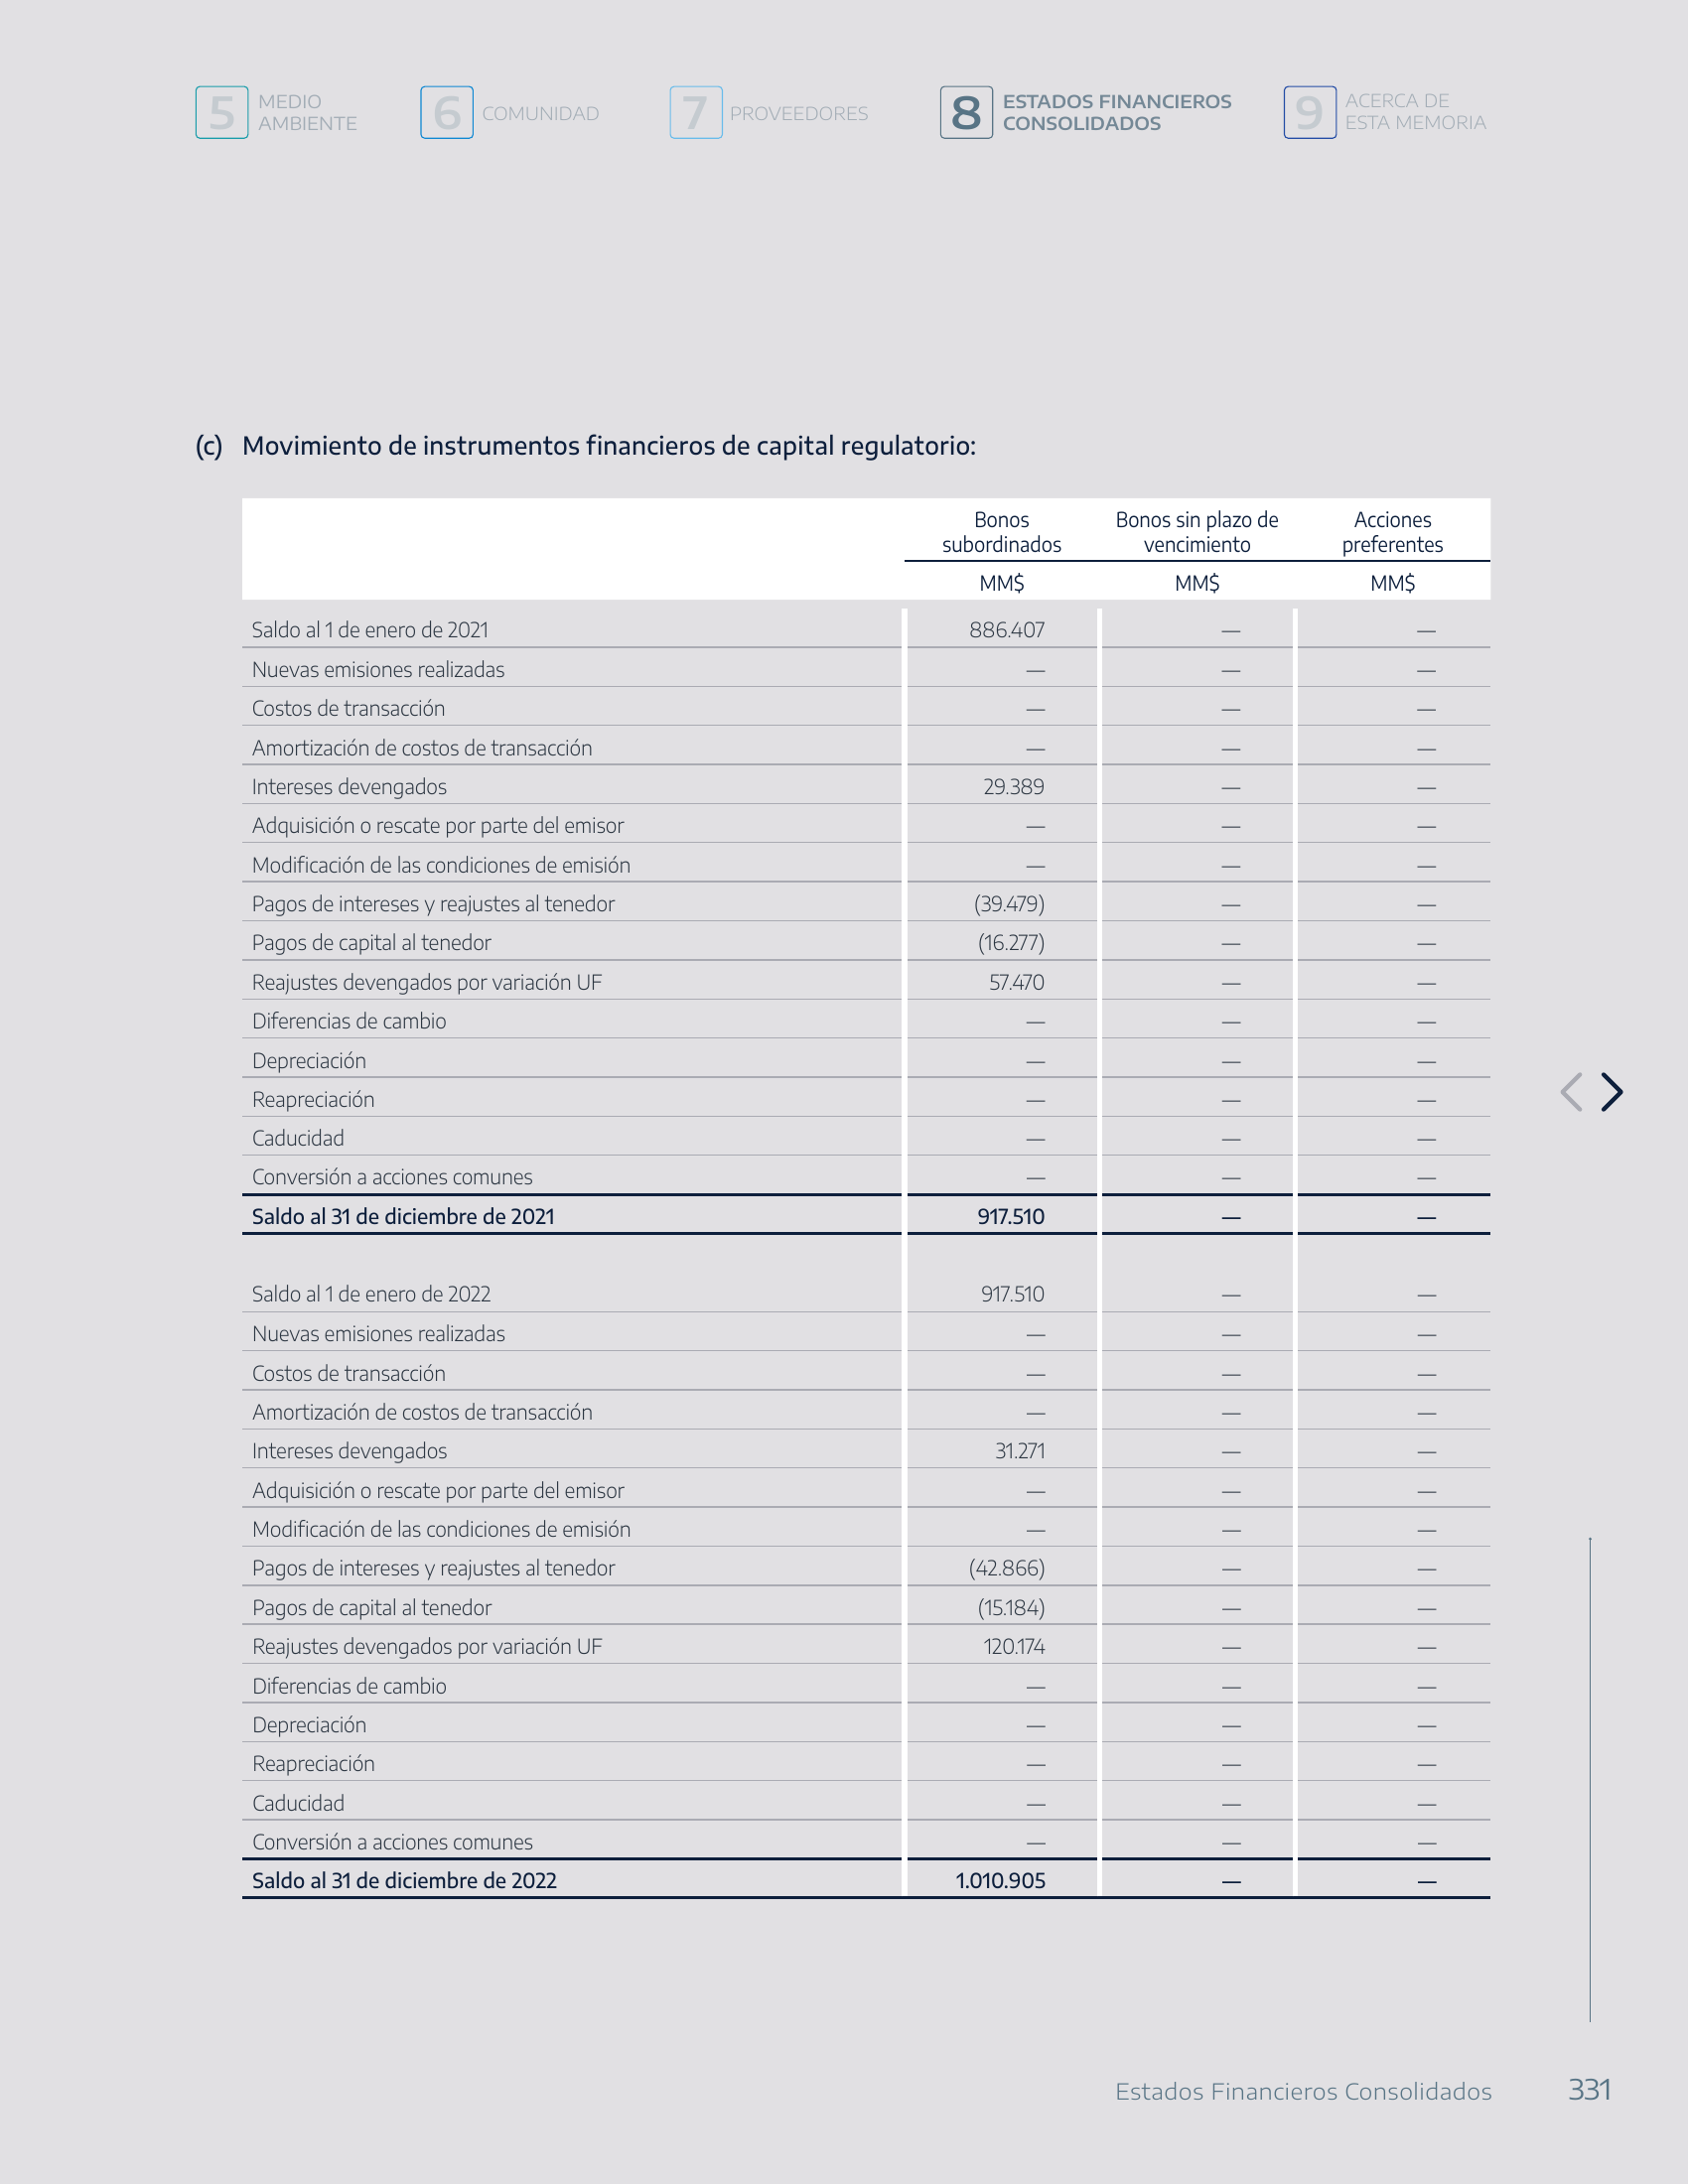 5 MEDIO AMBIENTE
6 COMUNIDAD
7 PROVEEDORES
8 ESTADOS FINANCIEROS CONSOLIDADOS
9 ACERCA DE ESTA MEMORIA
(c) Movimiento de instrumentos financieros de capital regulatorio:
Bonos subordinados Bonos sin plazo de vencimiento Acciones preferentes
MM$ MM$ MM$
Saldo al 1 de enero de 2021 886.407 — —
Nuevas emisiones realizadas — — —
Costos de transacción — — —
Amortización de costos de transacción — — —
Intereses devengados 29.389 — —
Adquisición o rescate por parte del emisor — — —
Modificación de las condiciones de emisión — — —
Pagos de intereses y reajustes al tenedor (39.479) — —
Pagos de capital al tenedor (16.277) — —
Reajustes devengados por variación UF 57.470 — —
Diferencias de cambio — — —
Depreciación — — —
Reapreciación — — —
Caducidad — — —
Conversión a acciones comunes — — —
Saldo al 31 de diciembre de 2021 917.510 — —
Saldo al 1 de enero de 2022 917.510 — —
Nuevas emisiones realizadas — — —
Costos de transacción — — —
Amortización de costos de transacción — — —
Intereses devengados 31.271 — —
Adquisición o rescate por parte del emisor — — —
Modificación de las condiciones de emisión — — —
Pagos de intereses y reajustes al tenedor (42.866) — —
Pagos de capital al tenedor (15.184) — —
Reajustes devengados por variación UF 120.174 — —
Diferencias de cambio — — —
Depreciación — — —
Reapreciación — — —
Caducidad — — —
Conversión a acciones comunes — — —
Saldo al 31 de diciembre de 2022 1.010.905 — —
Estados Financieros Consolidados 331